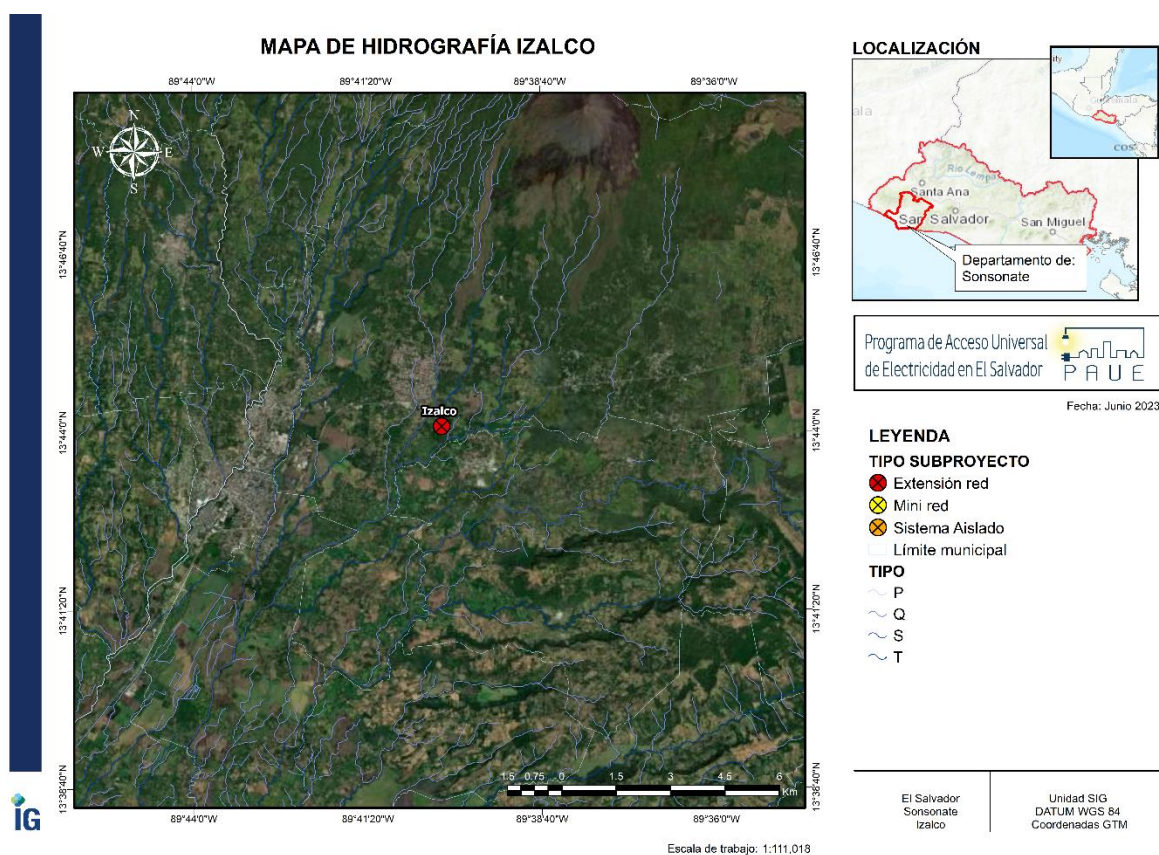 MAPA DE HIDROGRAFÍA IZALCO
89°44'0"W
89°41'20"W
89°38'40"W
89°36'0"W
N
W
E
S
13°46'40"N
13°46'40"N
Izalco
13°44'0"N
13°44'0"N
13°41'20"N
13°41'20"N
13°38'40"N
13°38'40"N
1.5 0.75 0 1.5 3 4.5 6
Km
89°44'0"W
89°41'20"W
89°38'40"W
89°36'0"W
Escala de trabajo: 1:111,018
IG
LOCALIZACIÓN
Guatemala
cos
ala
Rio Lempa
Santa Ana
San Salvador
San Miguel
Departamento de:
Sonsonate
Programa de Acceso Universal
de Electricidad en El Salvador
PAUE
Fecha: Junio 2023
LEYENDA
TIPO SUBPROYECTO
Extensión red
Mini red
Sistema Aislado
Límite municipal
TIPO
P
Q
S
T
El Salvador
Sonsonate
Izalco
Unidad SIG
DATUM WGS 84
Coordenadas GTM